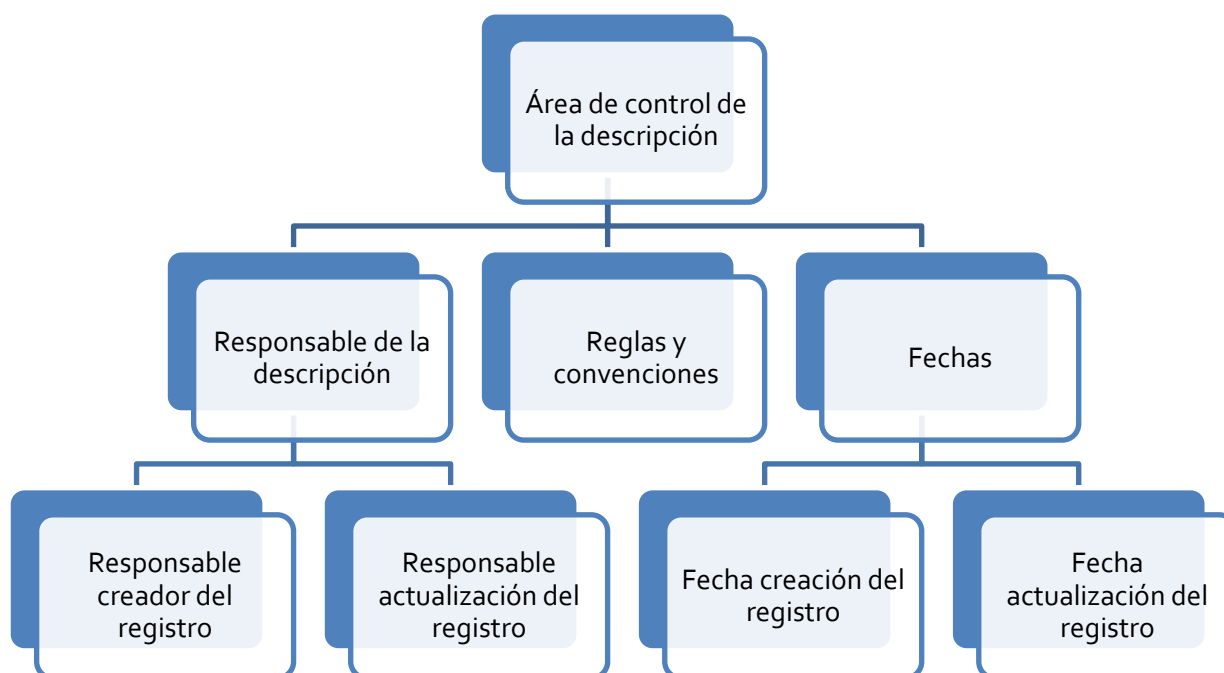 Área de control de
la descripción
Responsable de la
descripción
Reglas y
convenciones
Fechas
Responsable
creador del
registro
Responsable
actualización del
registro
Fecha creación del
registro
Fecha
actualización del
registro